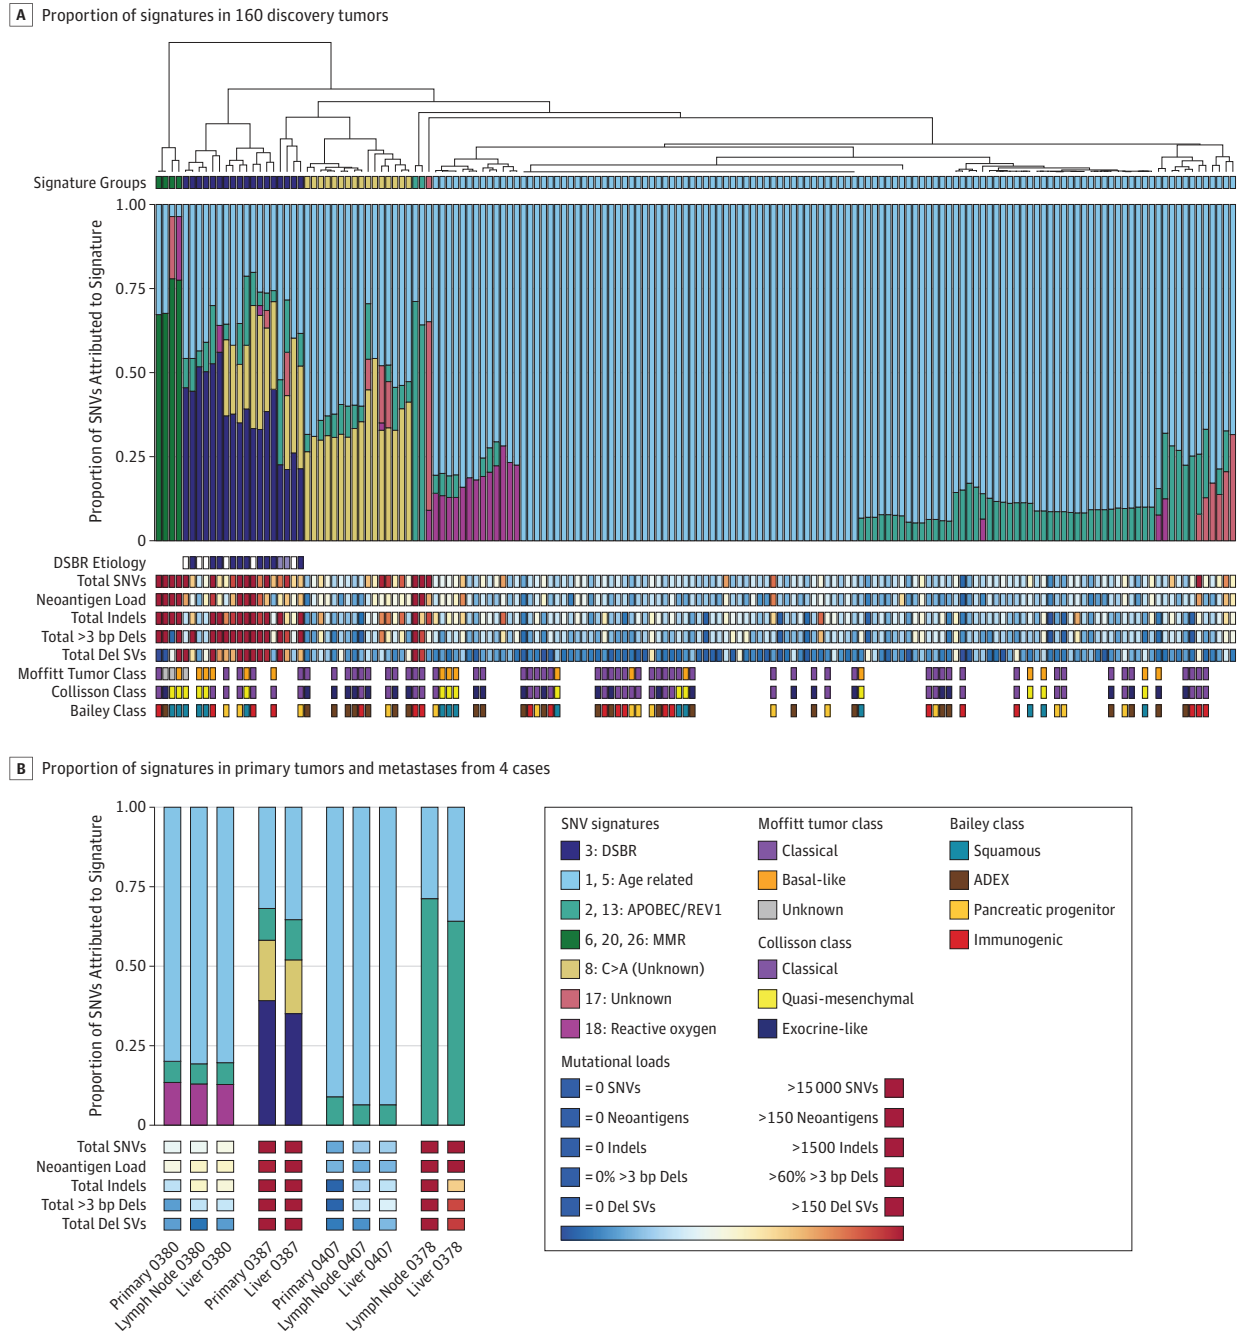 A Proportion of signatures in 160 discovery tumors
Signature Groups
1.00
0.75
0.50
0.25
0
Proportion of SNVs Attributed to Signature
DSBR Etiology
Total SNVs
Neoantigen Load
Total Indels
Total >3 bp Dels
Total Del SVs
Moffitt Tumor Class
Collisson Class
Bailey Class
B Proportion of signatures in primary tumors and metastases from 4 cases
1.00
0.75
0.50
0.25
0
Proportion of SNVs Attributed to Signature
Total SNVs
Neoantigen Load
Total Indels
Total >3 bp Dels
Total Del SVs
Primary 0380
Lymph Node 0380
Liver 0380
Primary 0387
Liver 0387
Primary 0407
Lymph Node 0407
Liver 0407
Lymph Node 0378
Liver 0378
SNV signatures
3: DSBR
1, 5: Age related
2, 13: APOBEC/REV1
6, 20, 26: MMR
8: C>A (Unknown)
17: Unknown
18: Reactive oxygen
Moffitt tumor class
Classical
Basal-like
Unknown
Collisson class
Classical
Quasi-mesenchymal
Exocrine-like
Bailey class
Squamous
ADEX
Pancreatic progenitor
Immunogenic
Mutational loads
=0 SNVs >15 000 SNVs
=0 Neoantigens >150 Neoantigens
=0 Indels >1500 Indels
=0% >3 bp Dels >60% >3 bp Dels
=0 Del SVs >150 Del SVs